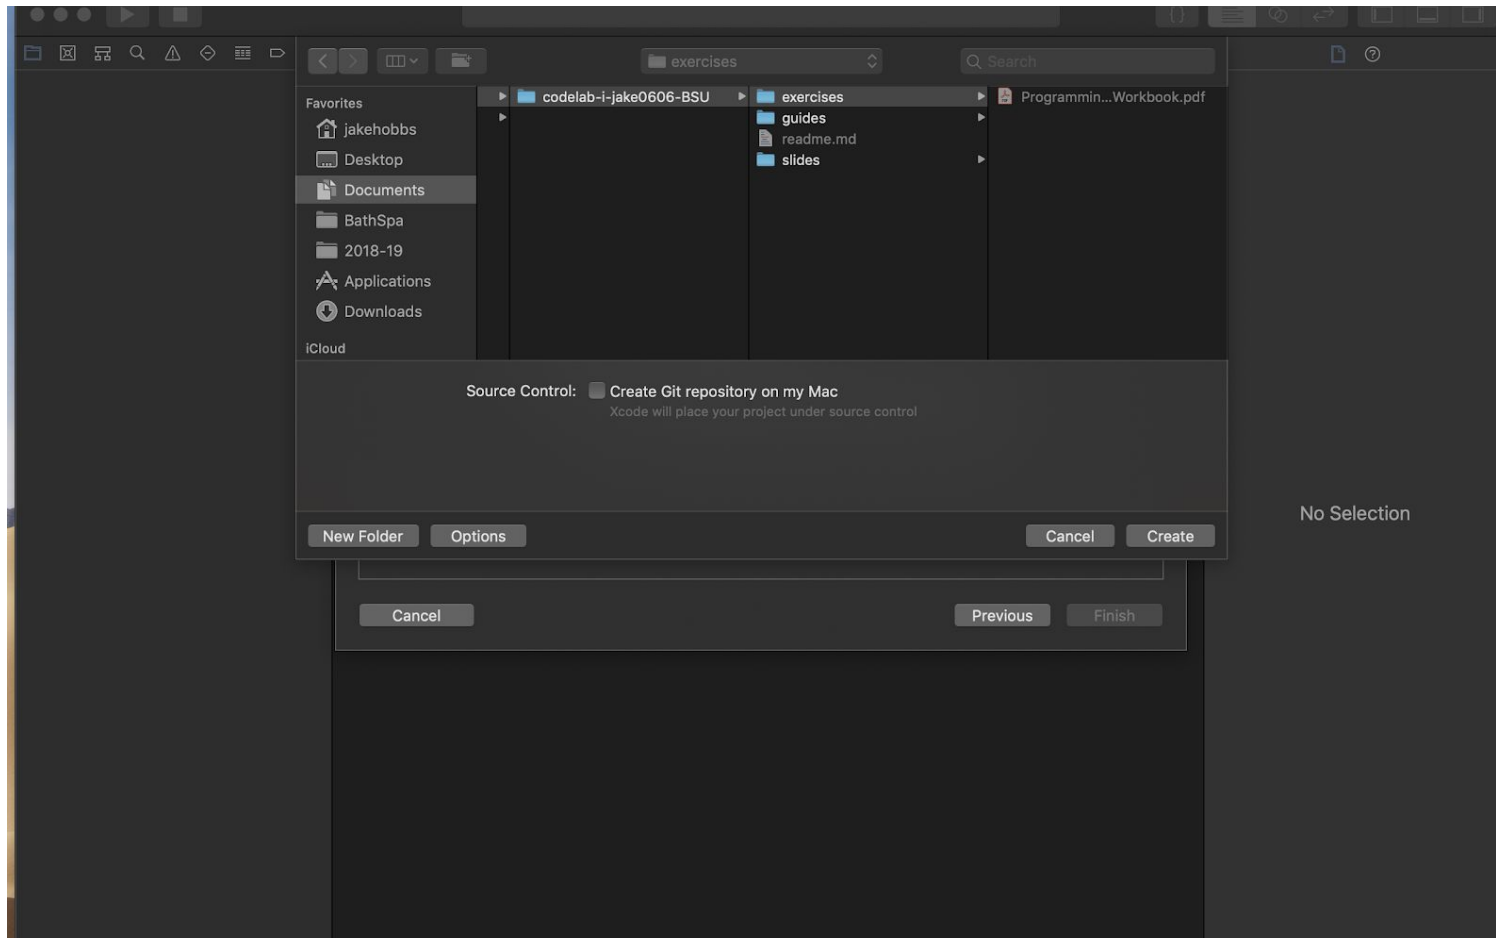 exercises
Search
Favorites
jakehobbs
Desktop
Documents
BathSpa
2018-19
Applications
Downloads
iCloud
codelab-i-jake0606-BSU
exercises
guides
readme.md
slides
Programmin...Workbook.pdf
Source Control: Create Git repository on my Mac
Xcode will place your project under source control
New Folder Options Cancel Create
No Selection
Cancel Previous Finish